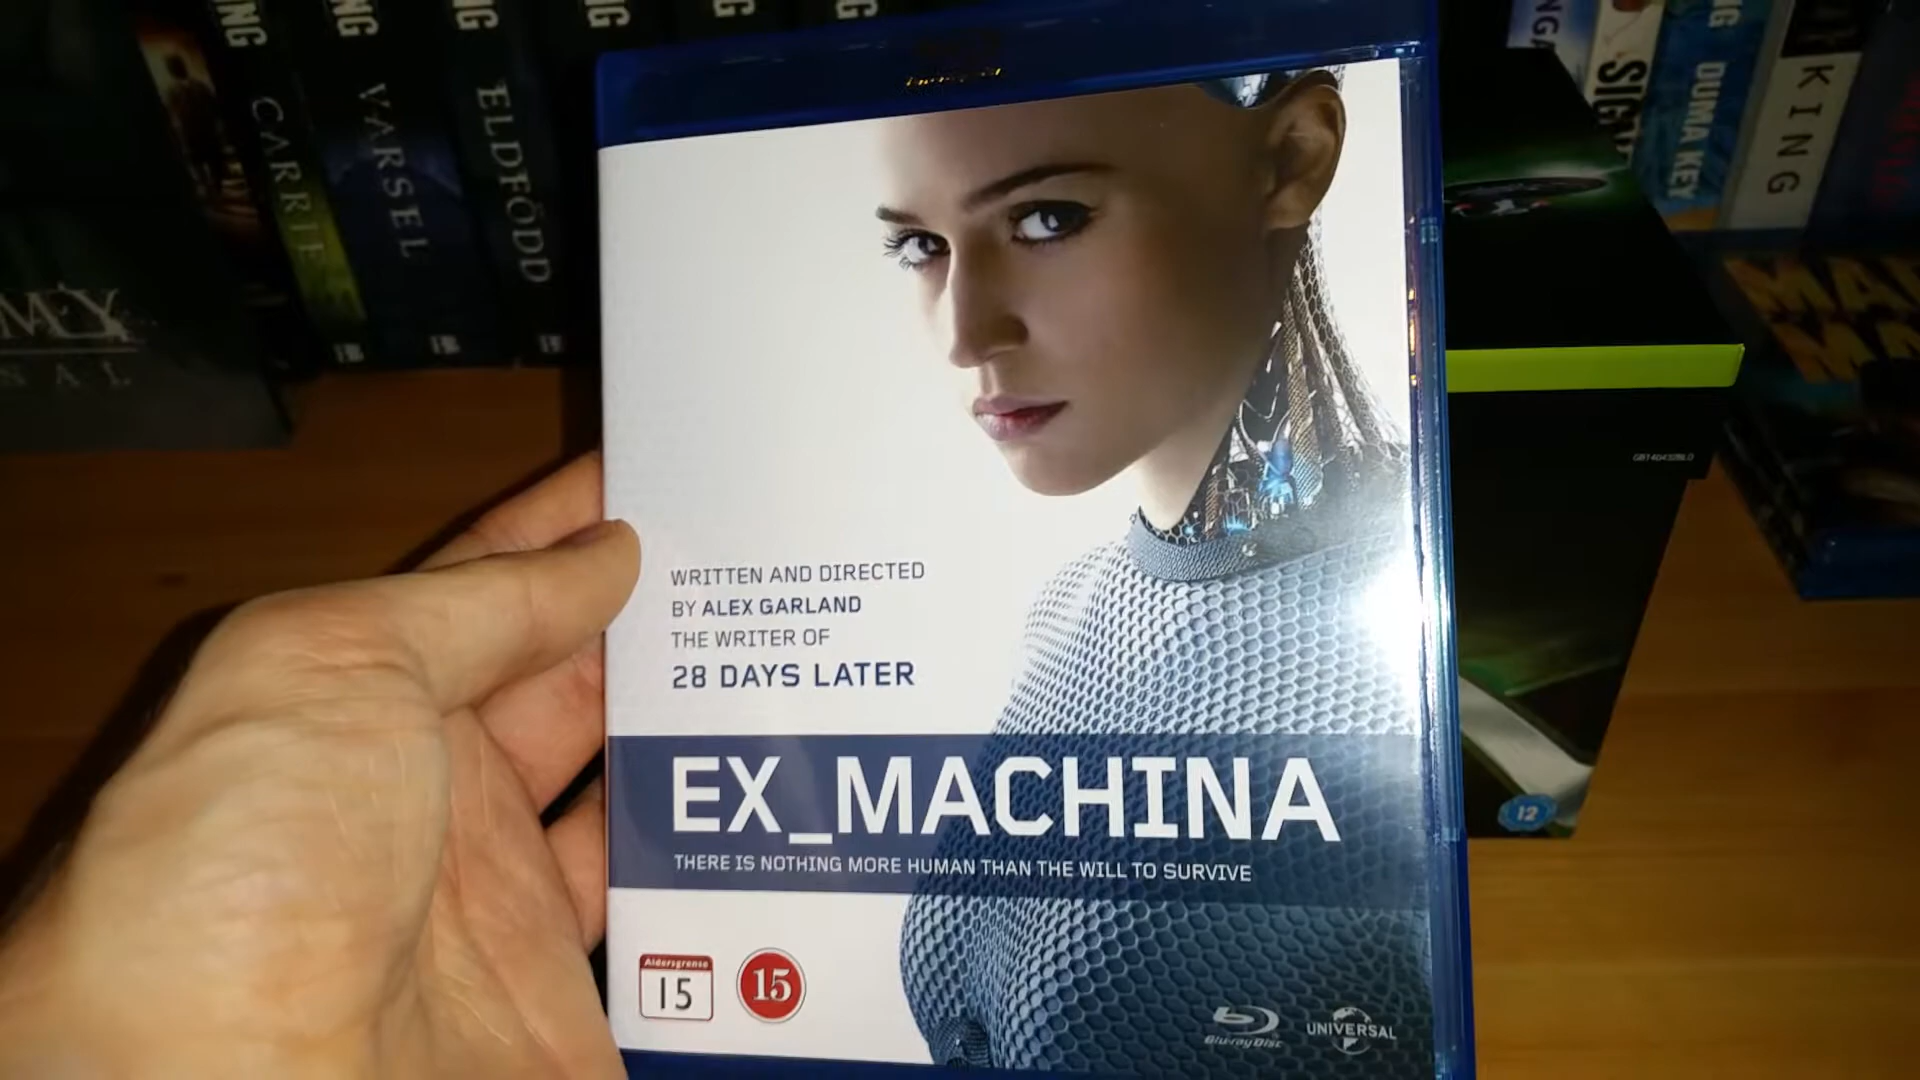 CARRIE
VARSEL
ELDFÖDD
DUMA KEY
KING
WRITTEN AND DIRECTED
BY ALEX GARLAND
THE WRITER OF
28 DAYS LATER
EX_MACHINA
THERE IS NOTHING MORE HUMAN THAN THE WILL TO SURVIVE
Aldersgrense
15
15
Blu-ray Disc
UNIVERSAL
12